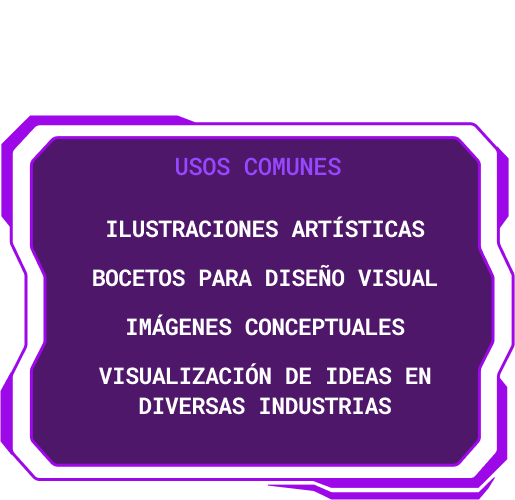 USOS COMUNES
ILUSTRACIONES ARTÍSTICAS
BOCETOS PARA DISEÑO VISUAL
IMÁGENES CONCEPTUALES
VISUALIZACIÓN DE IDEAS EN
DIVERSAS INDUSTRIAS